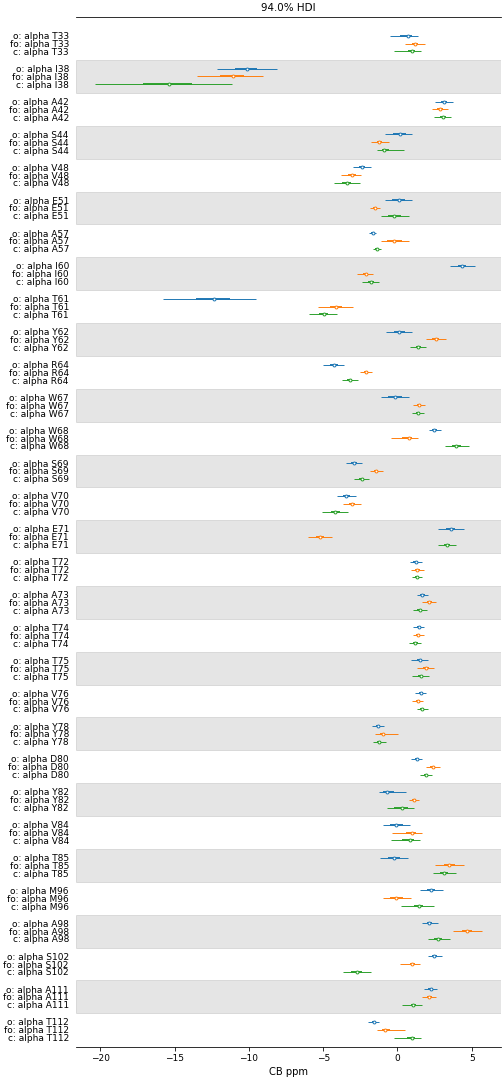 94.0% HDI
o: alpha T33
fo: alpha T33
c: alpha T33
o: alpha I38
fo: alpha I38
c: alpha I38
o: alpha A42
fo: alpha A42
c: alpha A42
o: alpha S44
fo: alpha S44
c: alpha S44
o: alpha V48
fo: alpha V48
c: alpha V48
o: alpha E51
fo: alpha E51
c: alpha E51
o: alpha A57
fo: alpha A57
c: alpha A57
o: alpha I60
fo: alpha I60
c: alpha I60
o: alpha T61
fo: alpha T61
c: alpha T61
o: alpha Y62
fo: alpha Y62
c: alpha Y62
o: alpha R64
fo: alpha R64
c: alpha R64
o: alpha W67
fo: alpha W67
c: alpha W67
o: alpha W68
fo: alpha W68
c: alpha W68
o: alpha S69
fo: alpha S69
c: alpha S69
o: alpha V70
fo: alpha V70
c: alpha V70
o: alpha E71
fo: alpha E71
c: alpha E71
o: alpha T72
fo: alpha T72
c: alpha T72
o: alpha A73
fo: alpha A73
c: alpha A73
o: alpha T74
fo: alpha T74
c: alpha T74
o: alpha T75
fo: alpha T75
c: alpha T75
o: alpha V76
fo: alpha V76
c: alpha V76
o: alpha Y78
fo: alpha Y78
c: alpha Y78
o: alpha D80
fo: alpha D80
c: alpha D80
o: alpha Y82
fo: alpha Y82
c: alpha Y82
o: alpha V84
fo: alpha V84
c: alpha V84
o: alpha T85
fo: alpha T85
c: alpha T85
o: alpha M96
fo: alpha M96
c: alpha M96
o: alpha A98
fo: alpha A98
c: alpha A98
o: alpha S102
fo: alpha S102
c: alpha S102
o: alpha A111
fo: alpha A111
c: alpha A111
o: alpha T112
fo: alpha T112
c: alpha T112
−20 −15 −10 −5 0 5
CB ppm